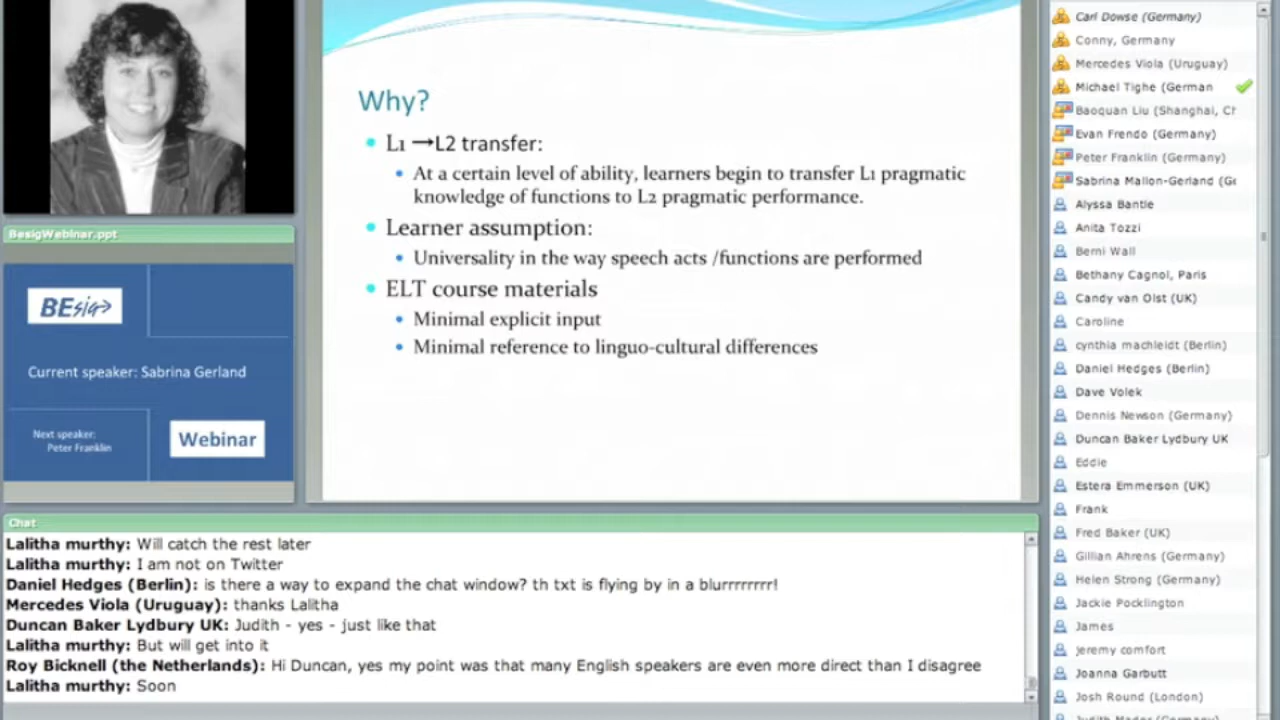 BesigWebinar.ppt
BEsig
Current speaker: Sabrina Gerland
Next speaker:
Peter Franklin
Webinar
Why?
L1 →L2 transfer:
At a certain level of ability, learners begin to transfer L1 pragmatic
knowledge of functions to L2 pragmatic performance.
Learner assumption:
Universality in the way speech acts /functions are performed
ELT course materials
Minimal explicit input
Minimal reference to linguo-cultural differences
Chat
Lalitha murthy: Will catch the rest later
Lalitha murthy: I am not on Twitter
Daniel Hedges (Berlin): is there a way to expand the chat window? th txt is flying by in a blurrrrrrrr!
Mercedes Viola (Uruguay): thanks Lalitha
Duncan Baker Lydbury UK: Judith - yes - just like that
Lalitha murthy: But will get into it
Roy Bicknell (the Netherlands): Hi Duncan, yes my point was that many English speakers are even more direct than I disagree
Lalitha murthy: Soon
Carl Dowse (Germany)
Conny, Germany
Mercedes Viola (Uruguay)
Michael Tighe (German
Baoquan Liu (Shanghai, Ch
Evan Frendo (Germany)
Peter Franklin (Germany)
Sabrina Mallon-Gerland (Ge
Alyssa Bantle
Anita Tozzi
Berni Wall
Bethany Cagnol, Paris
Candy van Olst (UK)
Caroline
cynthia machleidt (Berlin)
Daniel Hedges (Berlin)
Dave Volek
Dennis Newson (Germany)
Duncan Baker Lydbury UK
Eddie
Estera Emmerson (UK)
Frank
Fred Baker (UK)
Gillian Ahrens (Germany)
Helen Strong (Germany)
Jackie Pocklington
James
jeremy comfort
Joanna Garbutt
Josh Round (London)